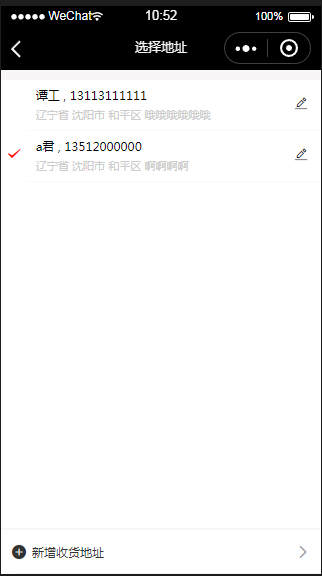 ●●●●● WeChat 10:52 100%
选择地址
谭工 , 13113111111
辽宁省 沈阳市 和平区 哦哦哦哦哦哦
a君 , 13512000000
辽宁省 沈阳市 和平区 啊啊啊啊
新增收货地址